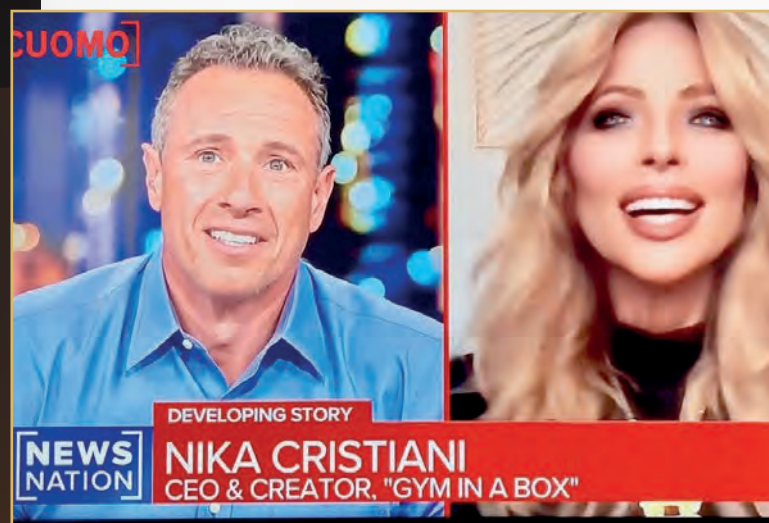 CUOMO
DEVELOPING STORY
NEWS
NATION
NIKA CRISTIANI
CEO & CREATOR, "GYM IN A BOX"